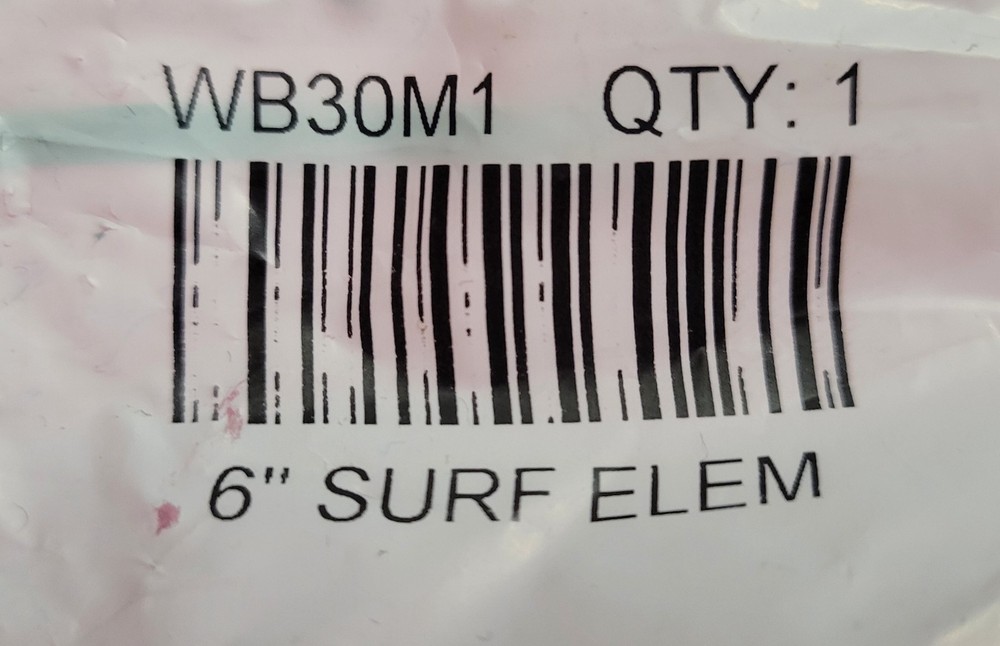 WB30M1 QTY: 1
6" SURF ELEM